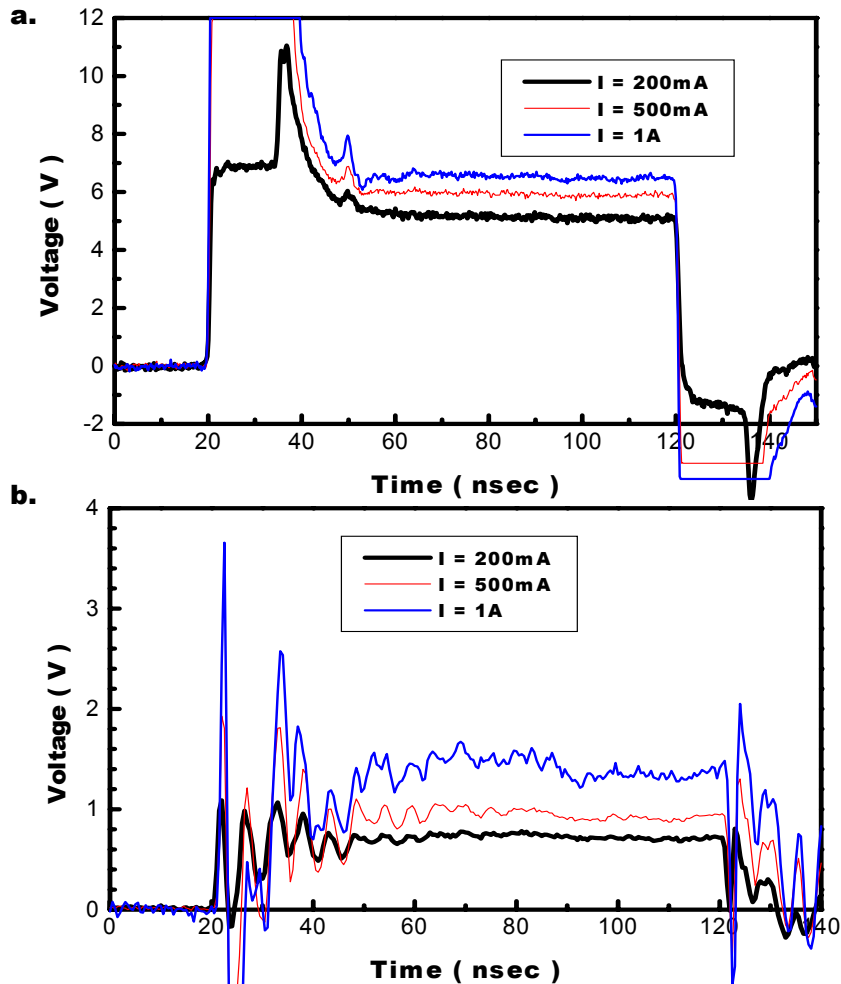 a.
12
10
8
6
4
2
0
-2
Voltage ( V )
I = 200mA
I = 500mA
I = 1A
0 20 40 60 80 100 120 140
Time ( nsec )
b.
4
3
2
1
0
Voltage ( V )
I = 200mA
I = 500mA
I = 1A
0 20 40 60 80 100 120 140
Time ( nsec )